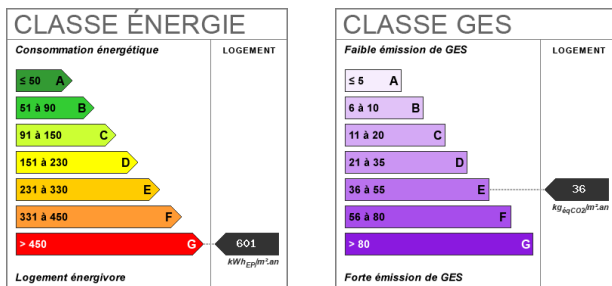 CLASSE ÉNERGIE
Consommation énergétique
LOGEMENT
≤ 50 A
51 à 90 B
91 à 150 C
151 à 230 D
231 à 330 E
331 à 450 F
> 450 G
601
kWhEP/m².an
Logement énergivore
CLASSE GES
Faible émission de GES
LOGEMENT
≤ 5 A
6 à 10 B
11 à 20 C
21 à 35 D
36 à 55 E
36
kgéqCO2/m².an
56 à 80 F
> 80 G
Forte émission de GES